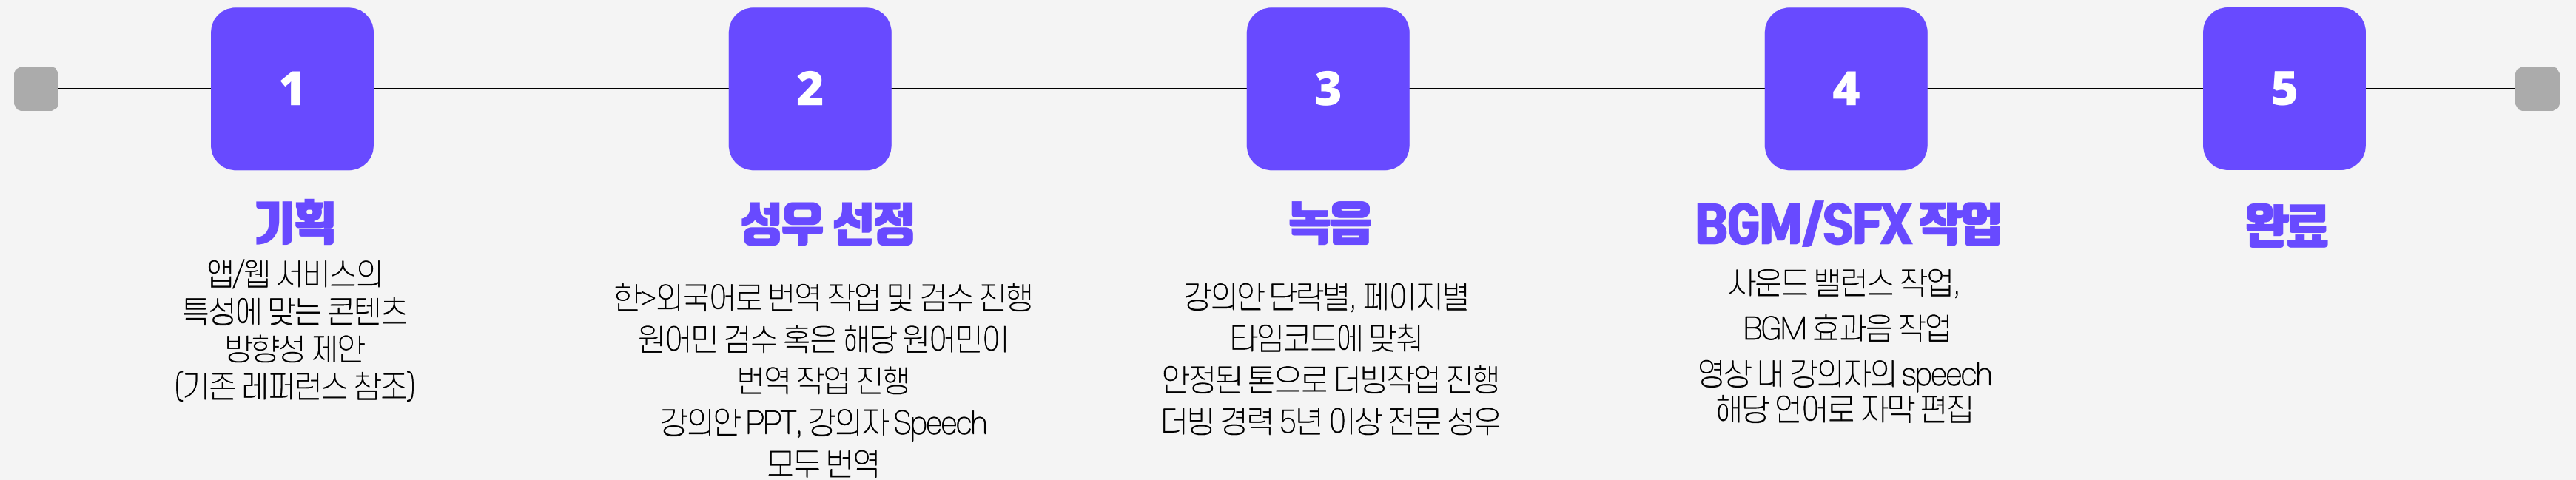 1
기획
앱/웹 서비스의
특성에 맞는 콘텐츠
방향성 제안
(기존 레퍼런스 참조)
2
성우 선정
한>외국어로 번역 작업 및 검수 진행
원어민 검수 혹은 해당 원어민이
번역 작업 진행
강의안 PPT, 강의자 Speech
모두 번역
3
녹음
강의안 단락별, 페이지별
타임코드에 맞춰
안정된 톤으로 더빙작업 진행
더빙 경력 5년 이상 전문 성우
4
BGM/SFX 작업
사운드 밸런스 작업,
BGM 효과음 작업
영상 내 강의자의 speech
해당 언어로 자막 편집
5
완료